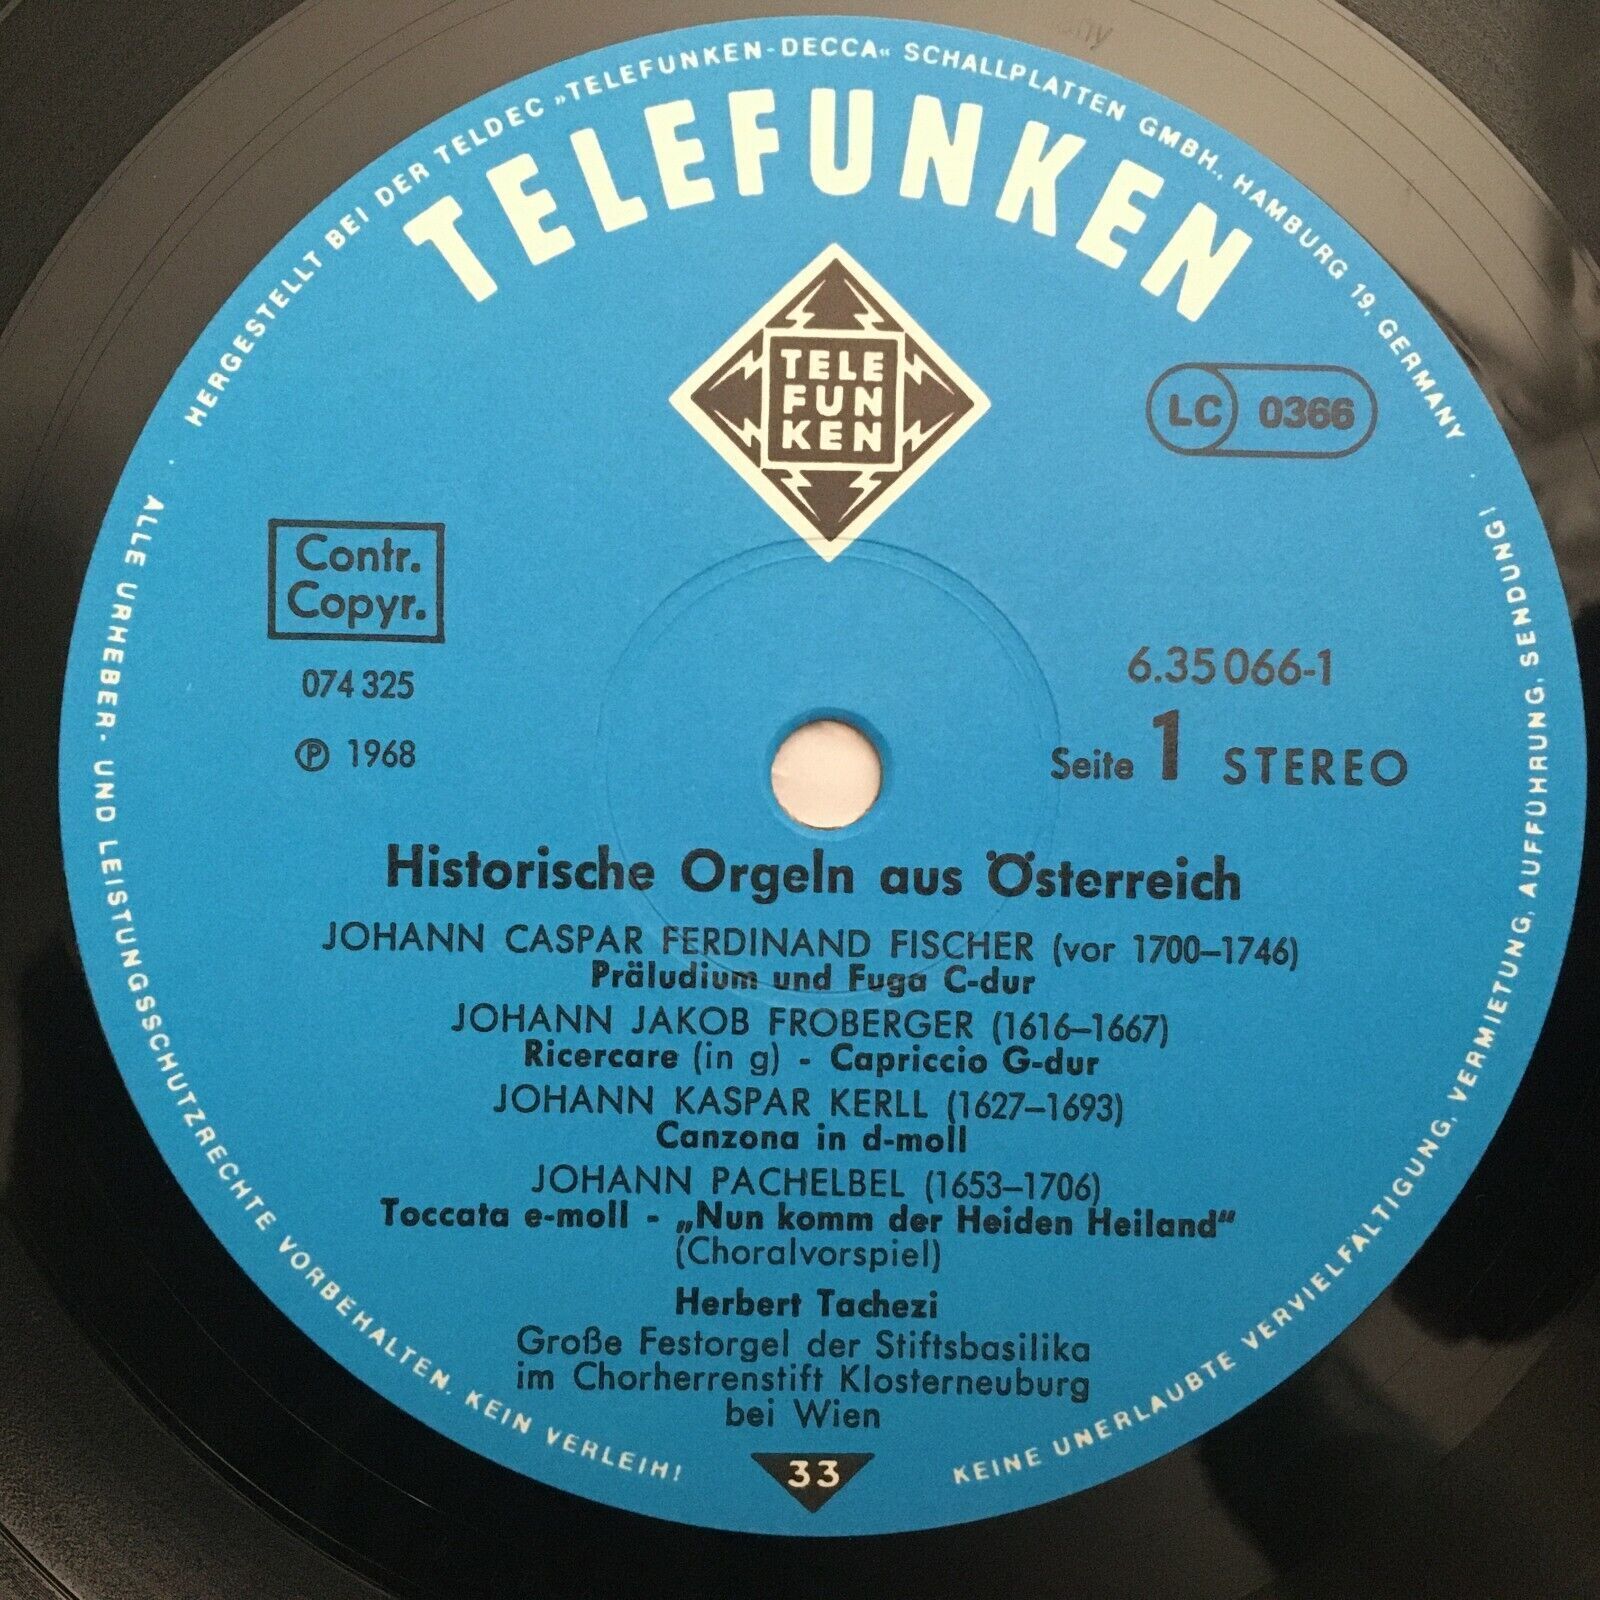 HERGESTELLT BEI DER TELDEC »TELEFUNKEN-DECCA« SCHALLPLATTEN GMBH., HAMBURG 19, GERMANY
TELEFUNKEN
TELE
FUN
KEN
LC 0366
Contr.
Copyr.
074 325
℗ 1968
6.35 066-1
Seite 1 STEREO
Historische Orgeln aus Österreich
JOHANN CASPAR FERDINAND FISCHER (vor 1700–1746)
Präludium und Fuga C-dur
JOHANN JAKOB FROBERGER (1616–1667)
Ricercare (in g) - Capriccio G-dur
JOHANN KASPAR KERLL (1627–1693)
Canzona in d-moll
JOHANN PACHELBEL (1653–1706)
Toccata e-moll - „Nun komm der Heiden Heiland“
(Choralvorspiel)
Herbert Tachezi
Große Festorgel der Stiftsbasilika
im Chorherrenstift Klosterneuburg
bei Wien
33
ALLE URHEBER- UND LEISTUNGSSCHUTZRECHTE VORBEHALTEN. KEIN VERLEIH!
KEINE UNERLAUBTE VERVIELFÄLTIGUNG, VERMIETUNG, AUFFÜHRUNG, SENDUNG!